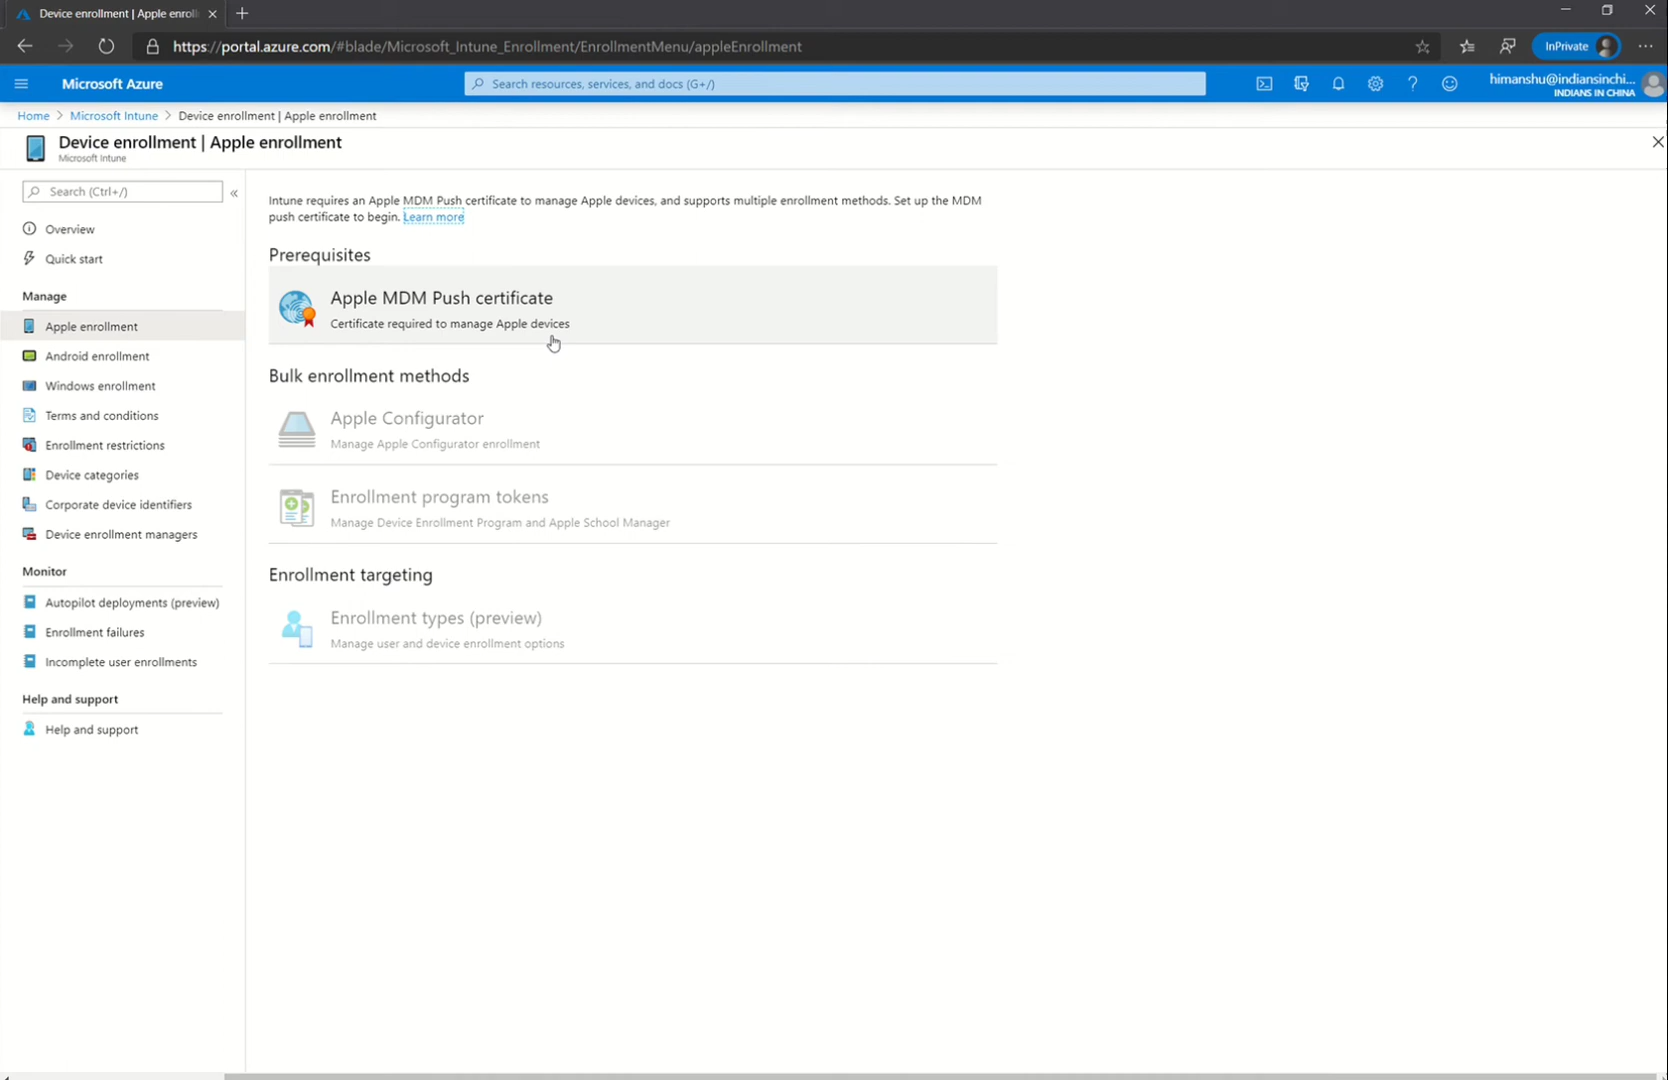 Device enrollment | Apple enroll
https://portal.azure.com/#blade/Microsoft_Intune_Enrollment/EnrollmentMenu/appleEnrollment
InPrivate
Microsoft Azure
Search resources, services, and docs (G+/)
himanshu@indiansinchi...
INDIANS IN CHINA
Home > Microsoft Intune > Device enrollment | Apple enrollment
Device enrollment | Apple enrollment
Microsoft Intune
Search (Ctrl+/)
«
Overview
Quick start
Manage
Apple enrollment
Android enrollment
Windows enrollment
Terms and conditions
Enrollment restrictions
Device categories
Corporate device identifiers
Device enrollment managers
Monitor
Autopilot deployments (preview)
Enrollment failures
Incomplete user enrollments
Help and support
Help and support
Intune requires an Apple MDM Push certificate to manage Apple devices, and supports multiple enrollment methods. Set up the MDM
push certificate to begin. Learn more
Prerequisites
Apple MDM Push certificate
Certificate required to manage Apple devices
Bulk enrollment methods
Apple Configurator
Manage Apple Configurator enrollment
Enrollment program tokens
Manage Device Enrollment Program and Apple School Manager
Enrollment targeting
Enrollment types (preview)
Manage user and device enrollment options